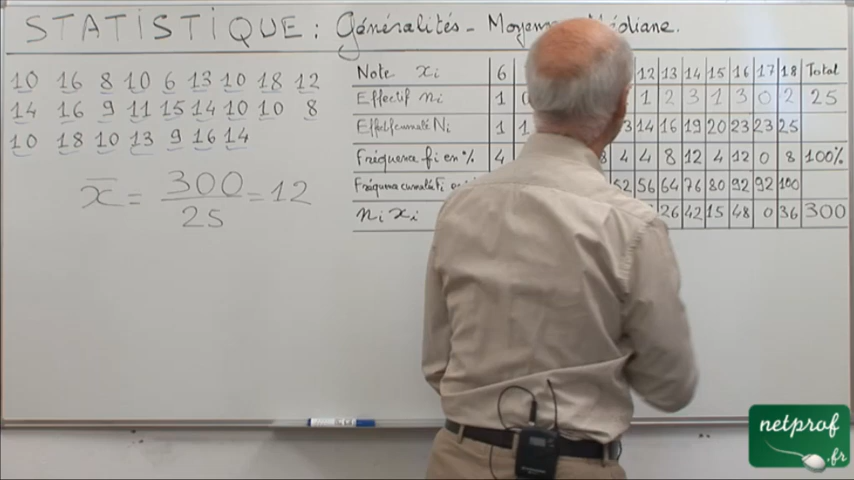 STATISTIQUE: Généralités - Moyenne - Médiane.
10 16 8 10 6 13 10 18 12
14 16 9 11 15 14 10 10 8
10 18 10 13 9 16 14
x̄ = 300/25 = 12
Note xi 6 12 13 14 15 16 17 18 Total
Effectif ni 1 0 1 2 3 1 3 0 2 25
Effectif cumulé Ni 1 1 3 14 16 19 20 23 23 25
Fréquence fi en % 4 8 4 4 8 12 4 12 0 8 100%
Fréquence cumulée Fi 52 56 64 76 80 92 92 100
ni xi 26 42 15 48 0 36 300
netprof
.fr